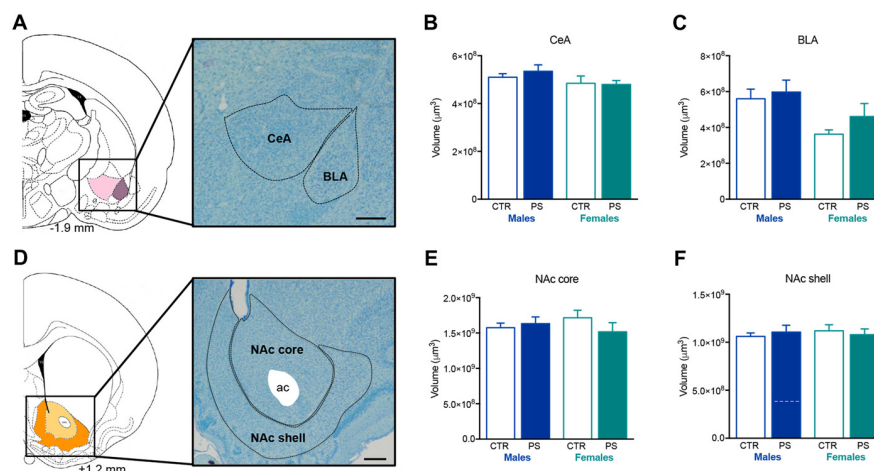 A
CeA
BLA
-1.9 mm
B
CeA
Volume (µm³)
6×10⁸
4×10⁸
2×10⁸
0
CTR PS CTR PS
Males Females
C
BLA
Volume (µm³)
8×10⁸
6×10⁸
4×10⁸
2×10⁸
0
CTR PS CTR PS
Males Females
D
NAc core
ac
NAc shell
+1.2 mm
E
NAc core
Volume (µm³)
2.0×10⁹
1.5×10⁹
1.0×10⁹
5.0×10⁸
0.0
CTR PS CTR PS
Males Females
F
NAc shell
Volume (µm³)
1.5×10⁹
1.0×10⁹
5.0×10⁸
0.0
CTR PS CTR PS
Males Females